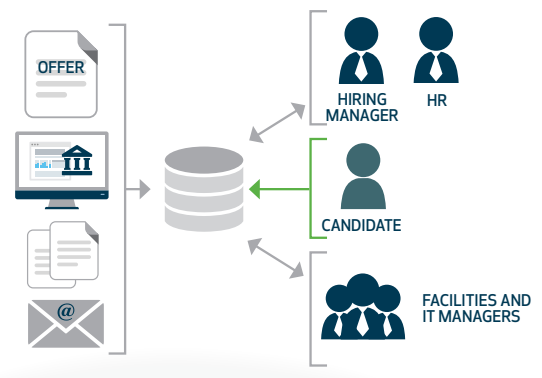 OFFER
@
HIRING
MANAGER
HR
CANDIDATE
FACILITIES AND
IT MANAGERS